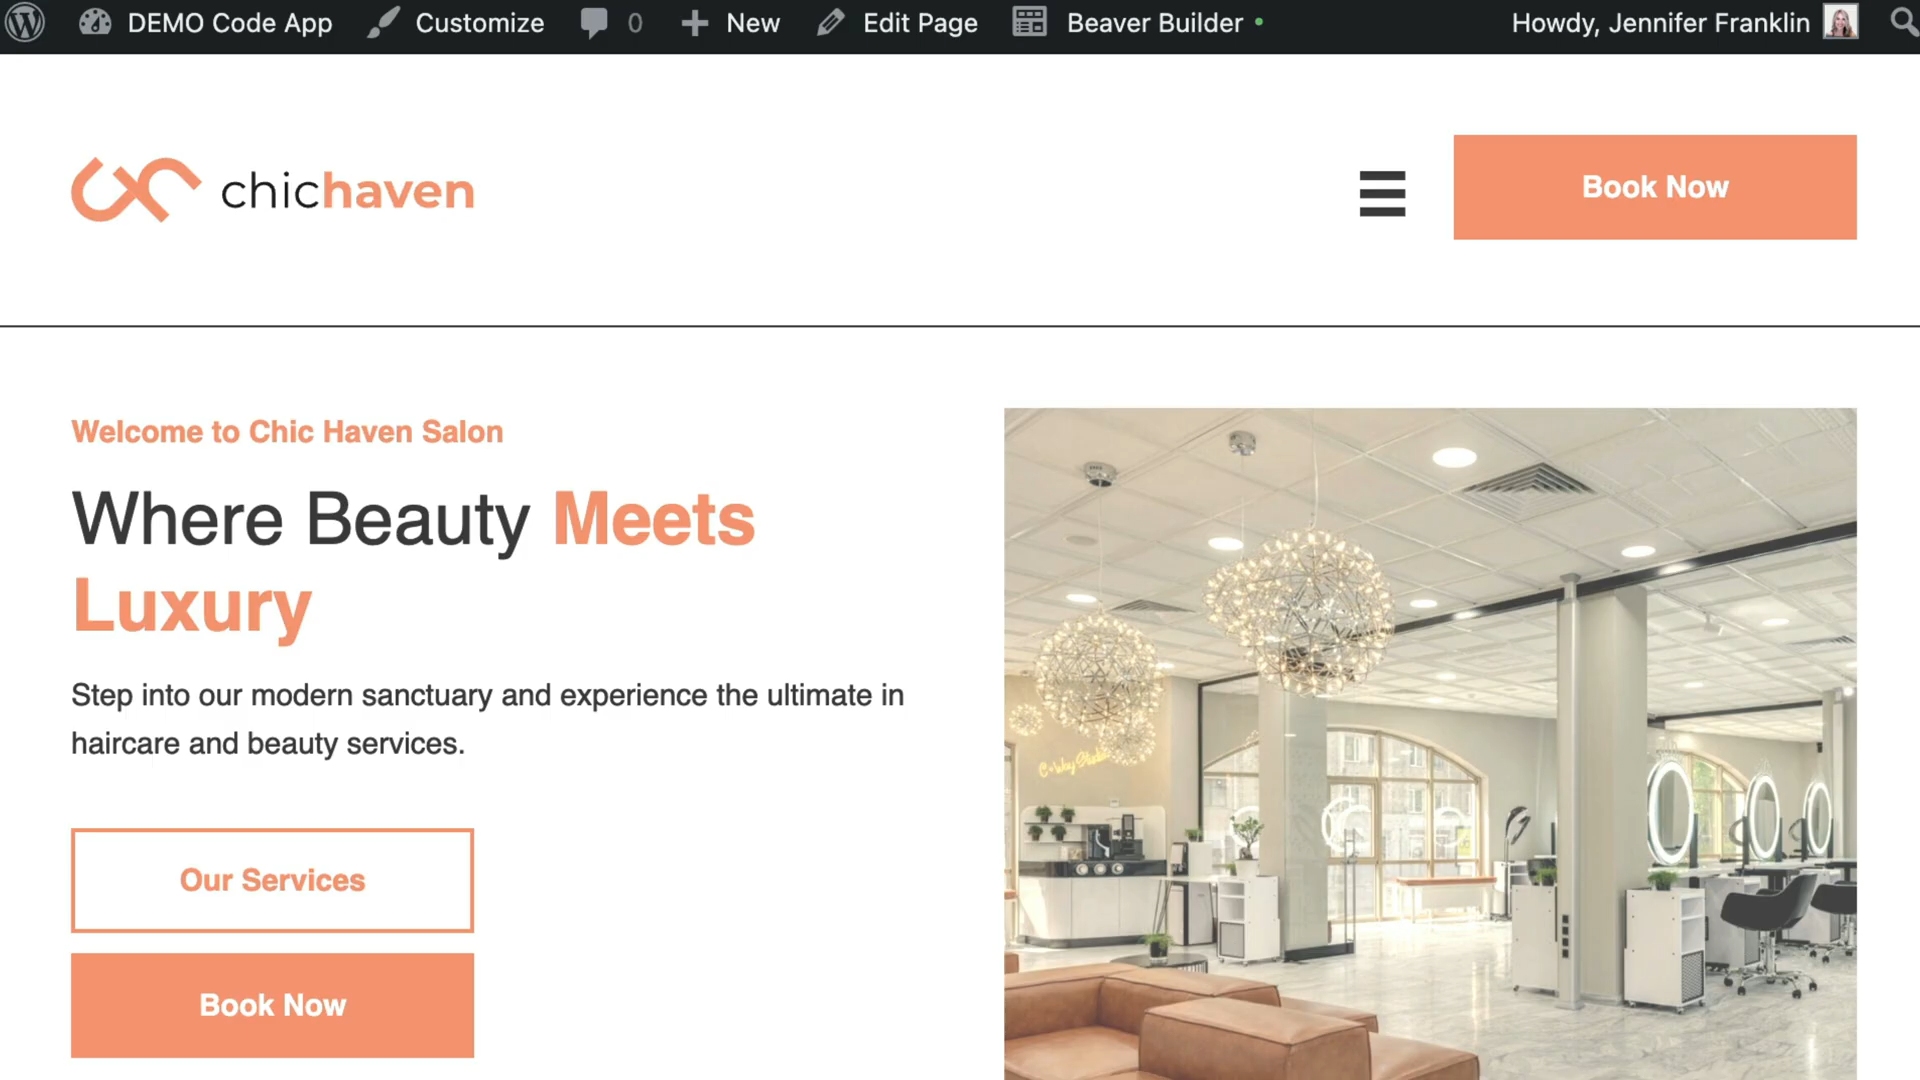 DEMO Code App Customize 0 New Edit Page Beaver Builder Howdy, Jennifer Franklin
chichaven
Book Now
Welcome to Chic Haven Salon
Where Beauty Meets
Luxury
Step into our modern sanctuary and experience the ultimate in
haircare and beauty services.
Our Services
Book Now